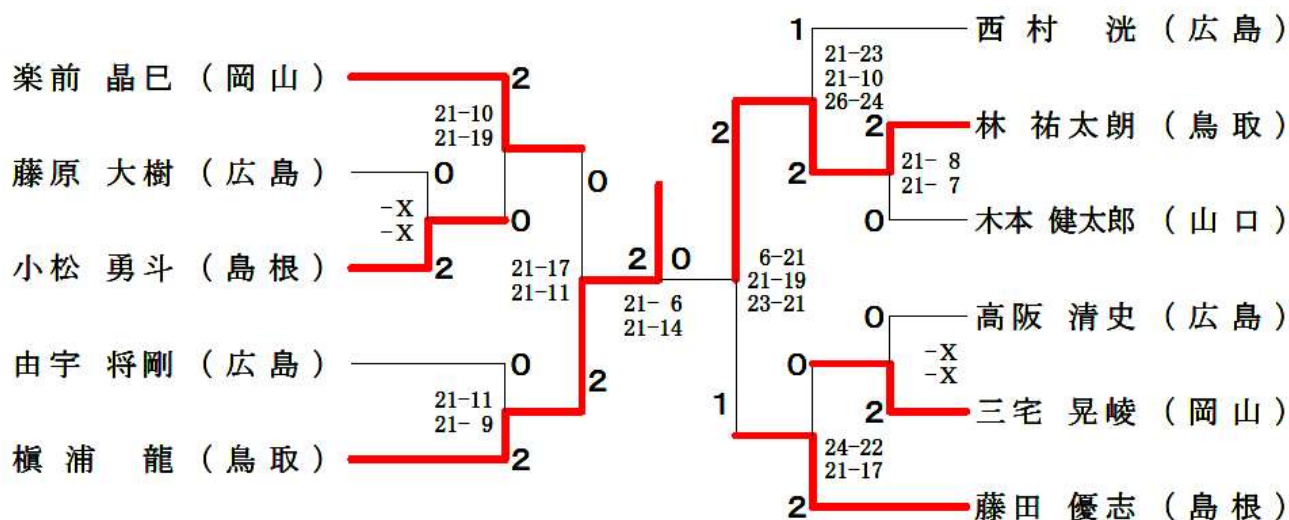 楽前 晶巳 (岡山)
2
21-10
21-19
藤原 大樹 (広島)
0
-X
-X
0
小松 勇斗 (島根)
2
0
21-17
21-11
由宇 将剛 (広島)
0
21-11
21- 9
2
槇浦 龍 (鳥取)
2
2
0
21- 6
21-14
1
西村 洸 (広島)
21-23
21-10
26-24
2
2
林 祐太朗 (鳥取)
2
21- 8
21- 7
0
木本 健太郎 (山口)
6-21
21-19
23-21
0
高阪 清史 (広島)
-X
-X
0
2
三宅 晃崚 (岡山)
1
24-22
21-17
2
藤田 優志 (島根)